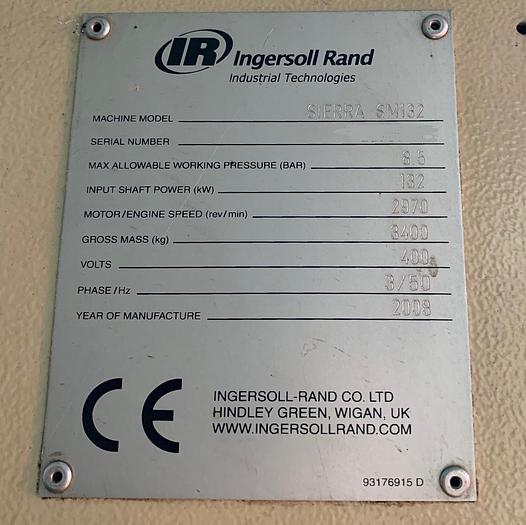 IR Ingersoll Rand
Industrial Technologies
MACHINE MODEL SIERRA SM132
SERIAL NUMBER
MAX ALLOWABLE WORKING PRESSURE (BAR) 8.5
INPUT SHAFT POWER (kW) 132
MOTOR/ENGINE SPEED (rev/min) 2970
GROSS MASS (kg) 3400
VOLTS 400
PHASE/Hz 3/50
YEAR OF MANUFACTURE 2008
CE
INGERSOLL-RAND CO. LTD
HINDLEY GREEN, WIGAN, UK
WWW.INGERSOLLRAND.COM
93176915 D